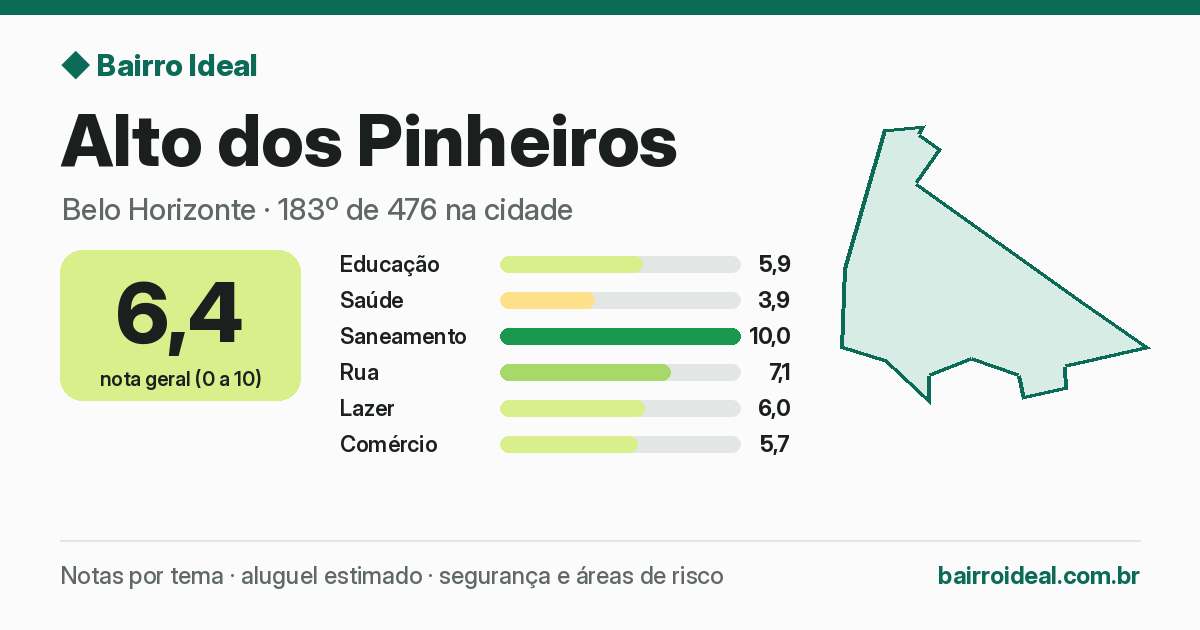 Bairro Ideal
Alto dos Pinheiros
Belo Horizonte · 183º de 476 na cidade
6,4
nota geral (0 a 10)
Educação 5,9
Saúde 3,9
Saneamento 10,0
Rua 7,1
Lazer 6,0
Comércio 5,7
Notas por tema · aluguel estimado · segurança e áreas de risco
bairroideal.com.br